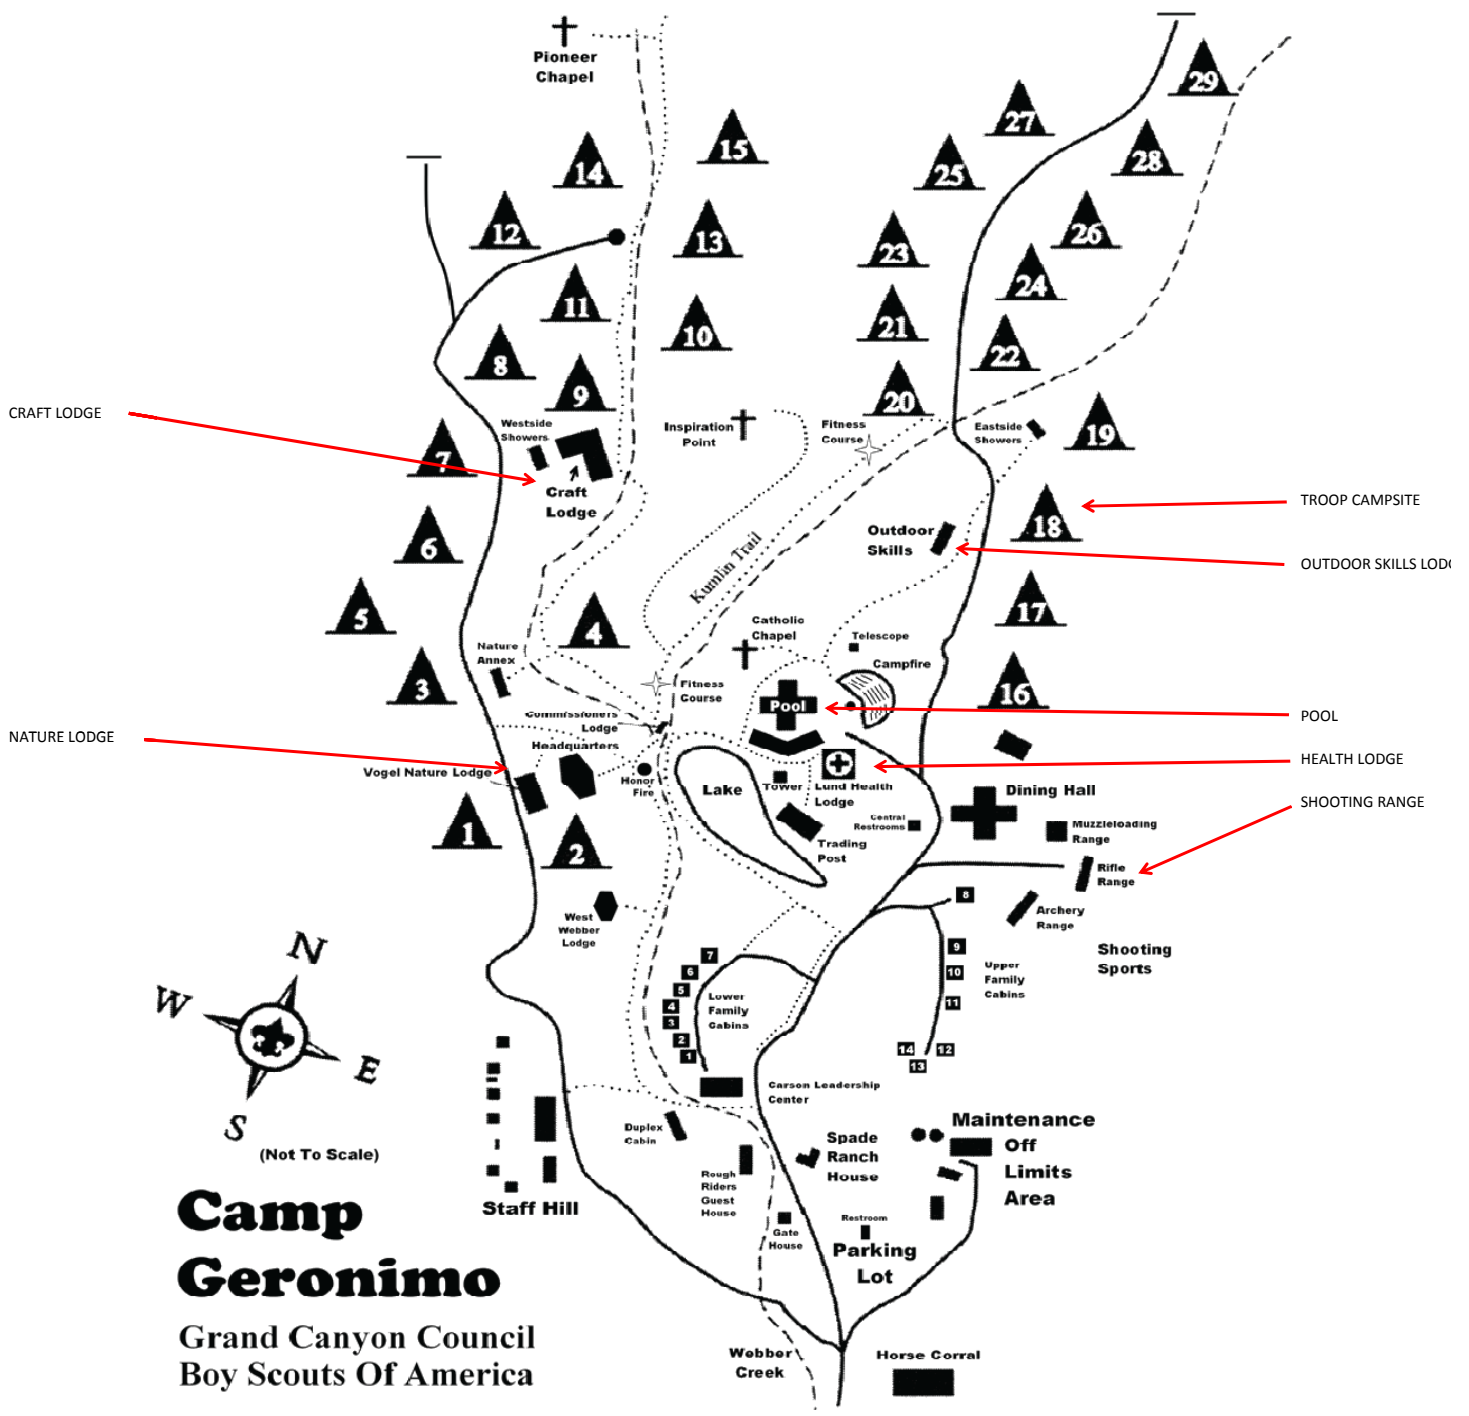 Pioneer
Chapel
29
27
15
28
14
25
12
13
26
23
24
11
21
10
22
8
9
20
CRAFT LODGE
Westside
Showers
Inspiration
Point
Fitness
Course
Eastside
Showers
19
7
Craft
Lodge
TROOP CAMPSITE
18
6
Outdoor
Skills
OUTDOOR SKILLS LODG
Kumlin Trail
17
5
4
Catholic
Chapel
Telescope
Nature
Annex
Campfire
3
Fitness
Course
16
Pool
POOL
Commissioners
Lodge
NATURE LODGE
Headquarters
HEALTH LODGE
Vogel Nature Lodge
Honor
Fire
Lake
Tower
Lund Health
Lodge
Dining Hall
SHOOTING RANGE
1
2
Central
Restrooms
Muzzleloading
Range
Trading
Post
Rifle
Range
8
Archery
Range
West
Webber
Lodge
Shooting
Sports
9
10
11
Upper
Family
Cabins
14
12
13
7
6
5
4
3
2
1
Lower
Family
Cabins
N
W
E
S
(Not To Scale)
Carson Leadership
Center
Duplex
Cabin
Maintenance
Off
Limits
Area
Spade
Ranch
House
Rough
Riders
Guest
House
Staff Hill
Gate
House
Restroom
Parking
Lot
Camp
Geronimo
Grand Canyon Council
Boy Scouts Of America
Webber
Creek
Horse Corral